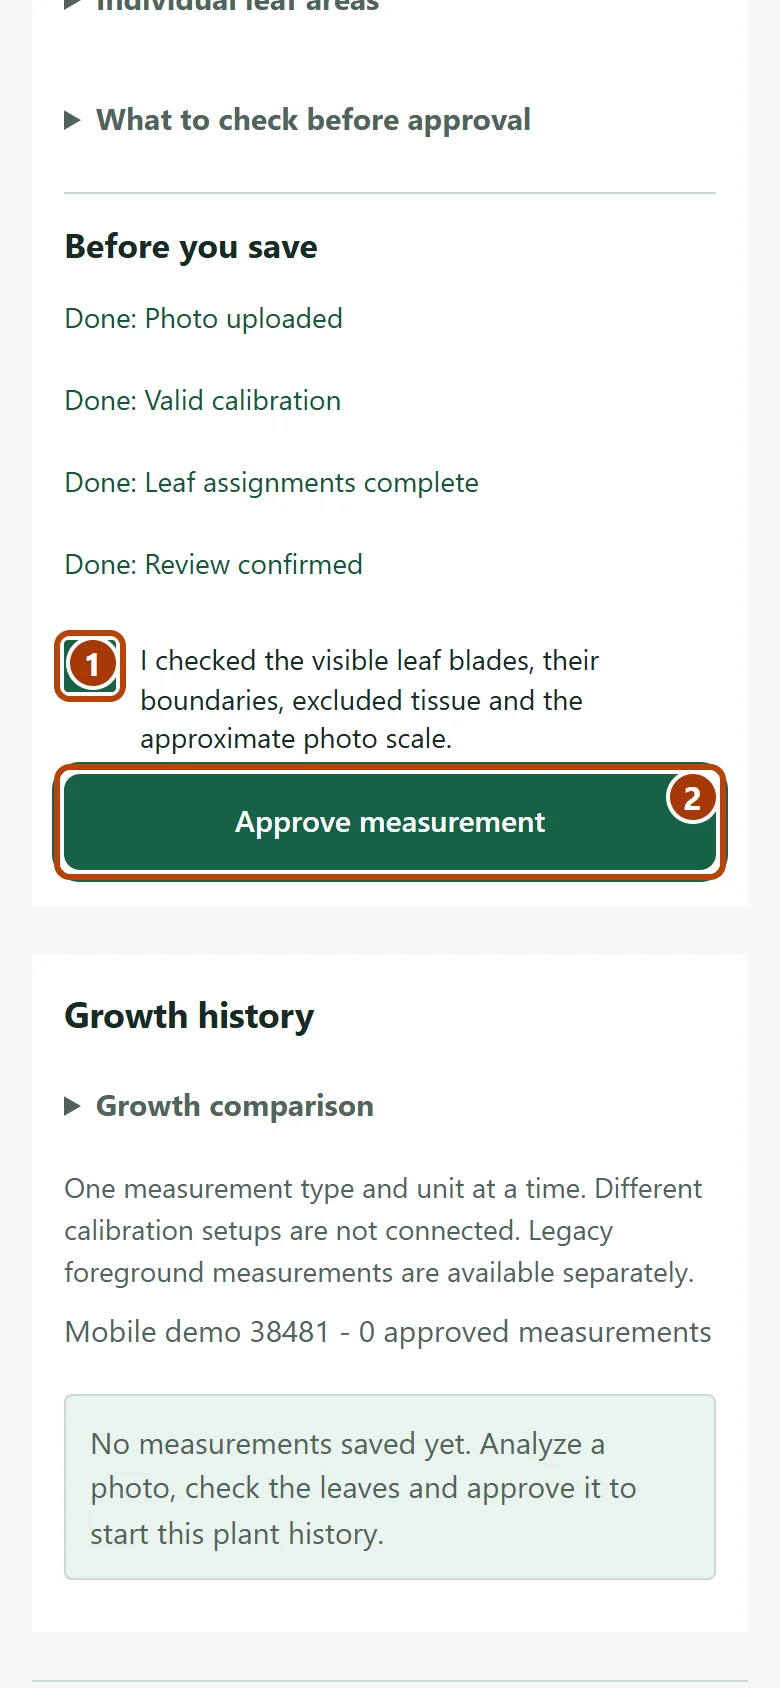 Individual leaf areas
What to check before approval
Before you save
Done: Photo uploaded
Done: Valid calibration
Done: Leaf assignments complete
Done: Review confirmed
1
I checked the visible leaf blades, their
boundaries, excluded tissue and the
approximate photo scale.
2
Approve measurement
Growth history
Growth comparison
One measurement type and unit at a time. Different
calibration setups are not connected. Legacy
foreground measurements are available separately.
Mobile demo 38481 - 0 approved measurements
No measurements saved yet. Analyze a
photo, check the leaves and approve it to
start this plant history.